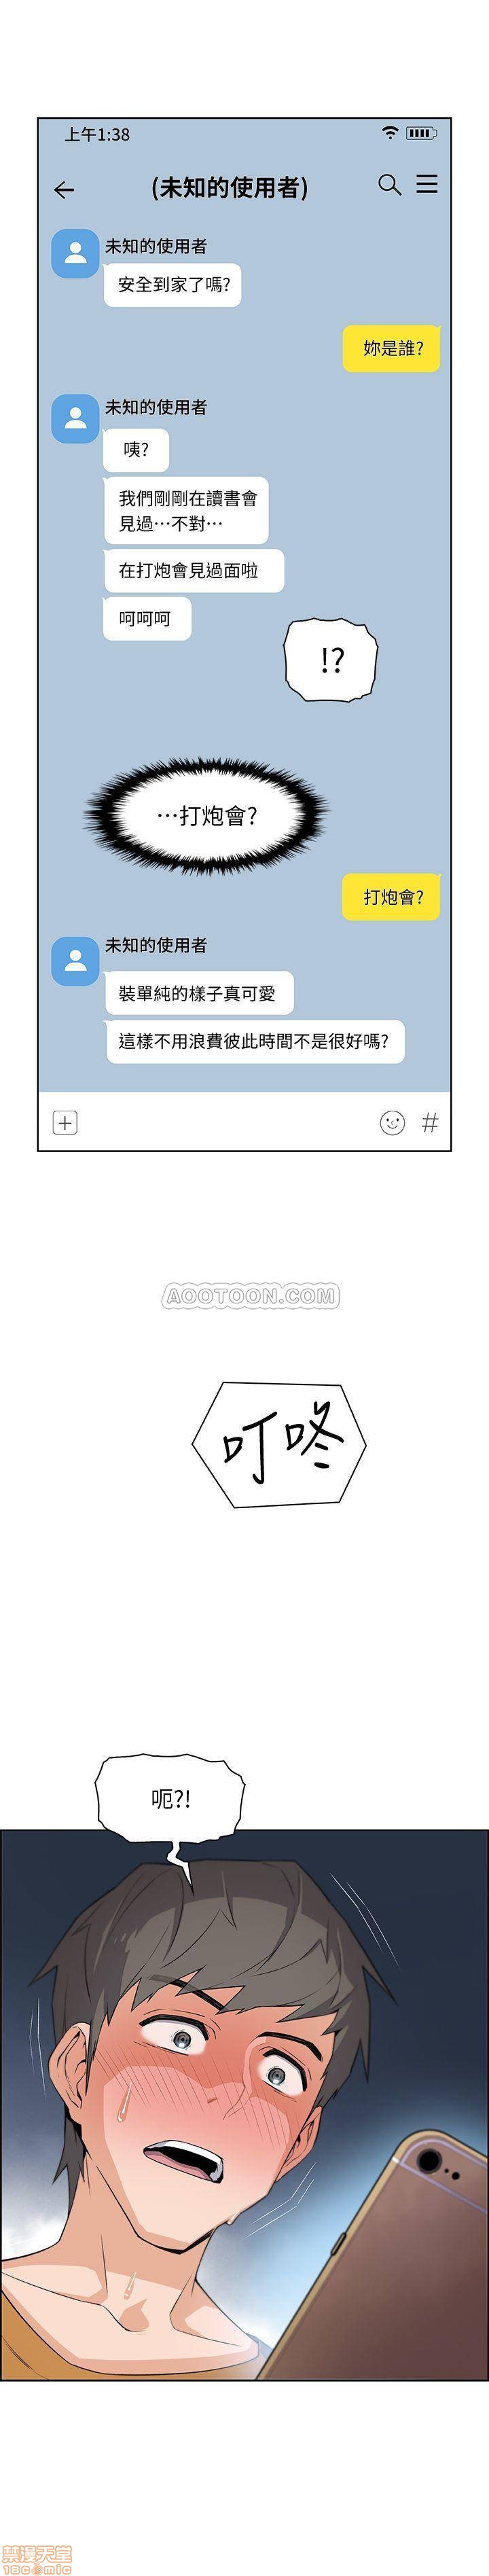 上午1:38
(未知的使用者)
未知的使用者
安全到家了嗎?
妳是誰?
未知的使用者
咦?
我們剛剛在讀書會
見過…不對…
在打炮會見過面啦
呵呵呵
!?
…打炮會?
打炮會?
未知的使用者
裝單純的樣子真可愛
這樣不用浪費彼此時間不是很好嗎?
#
AOOTOON.COM
叮咚
呃?!
禁漫天堂
18comic